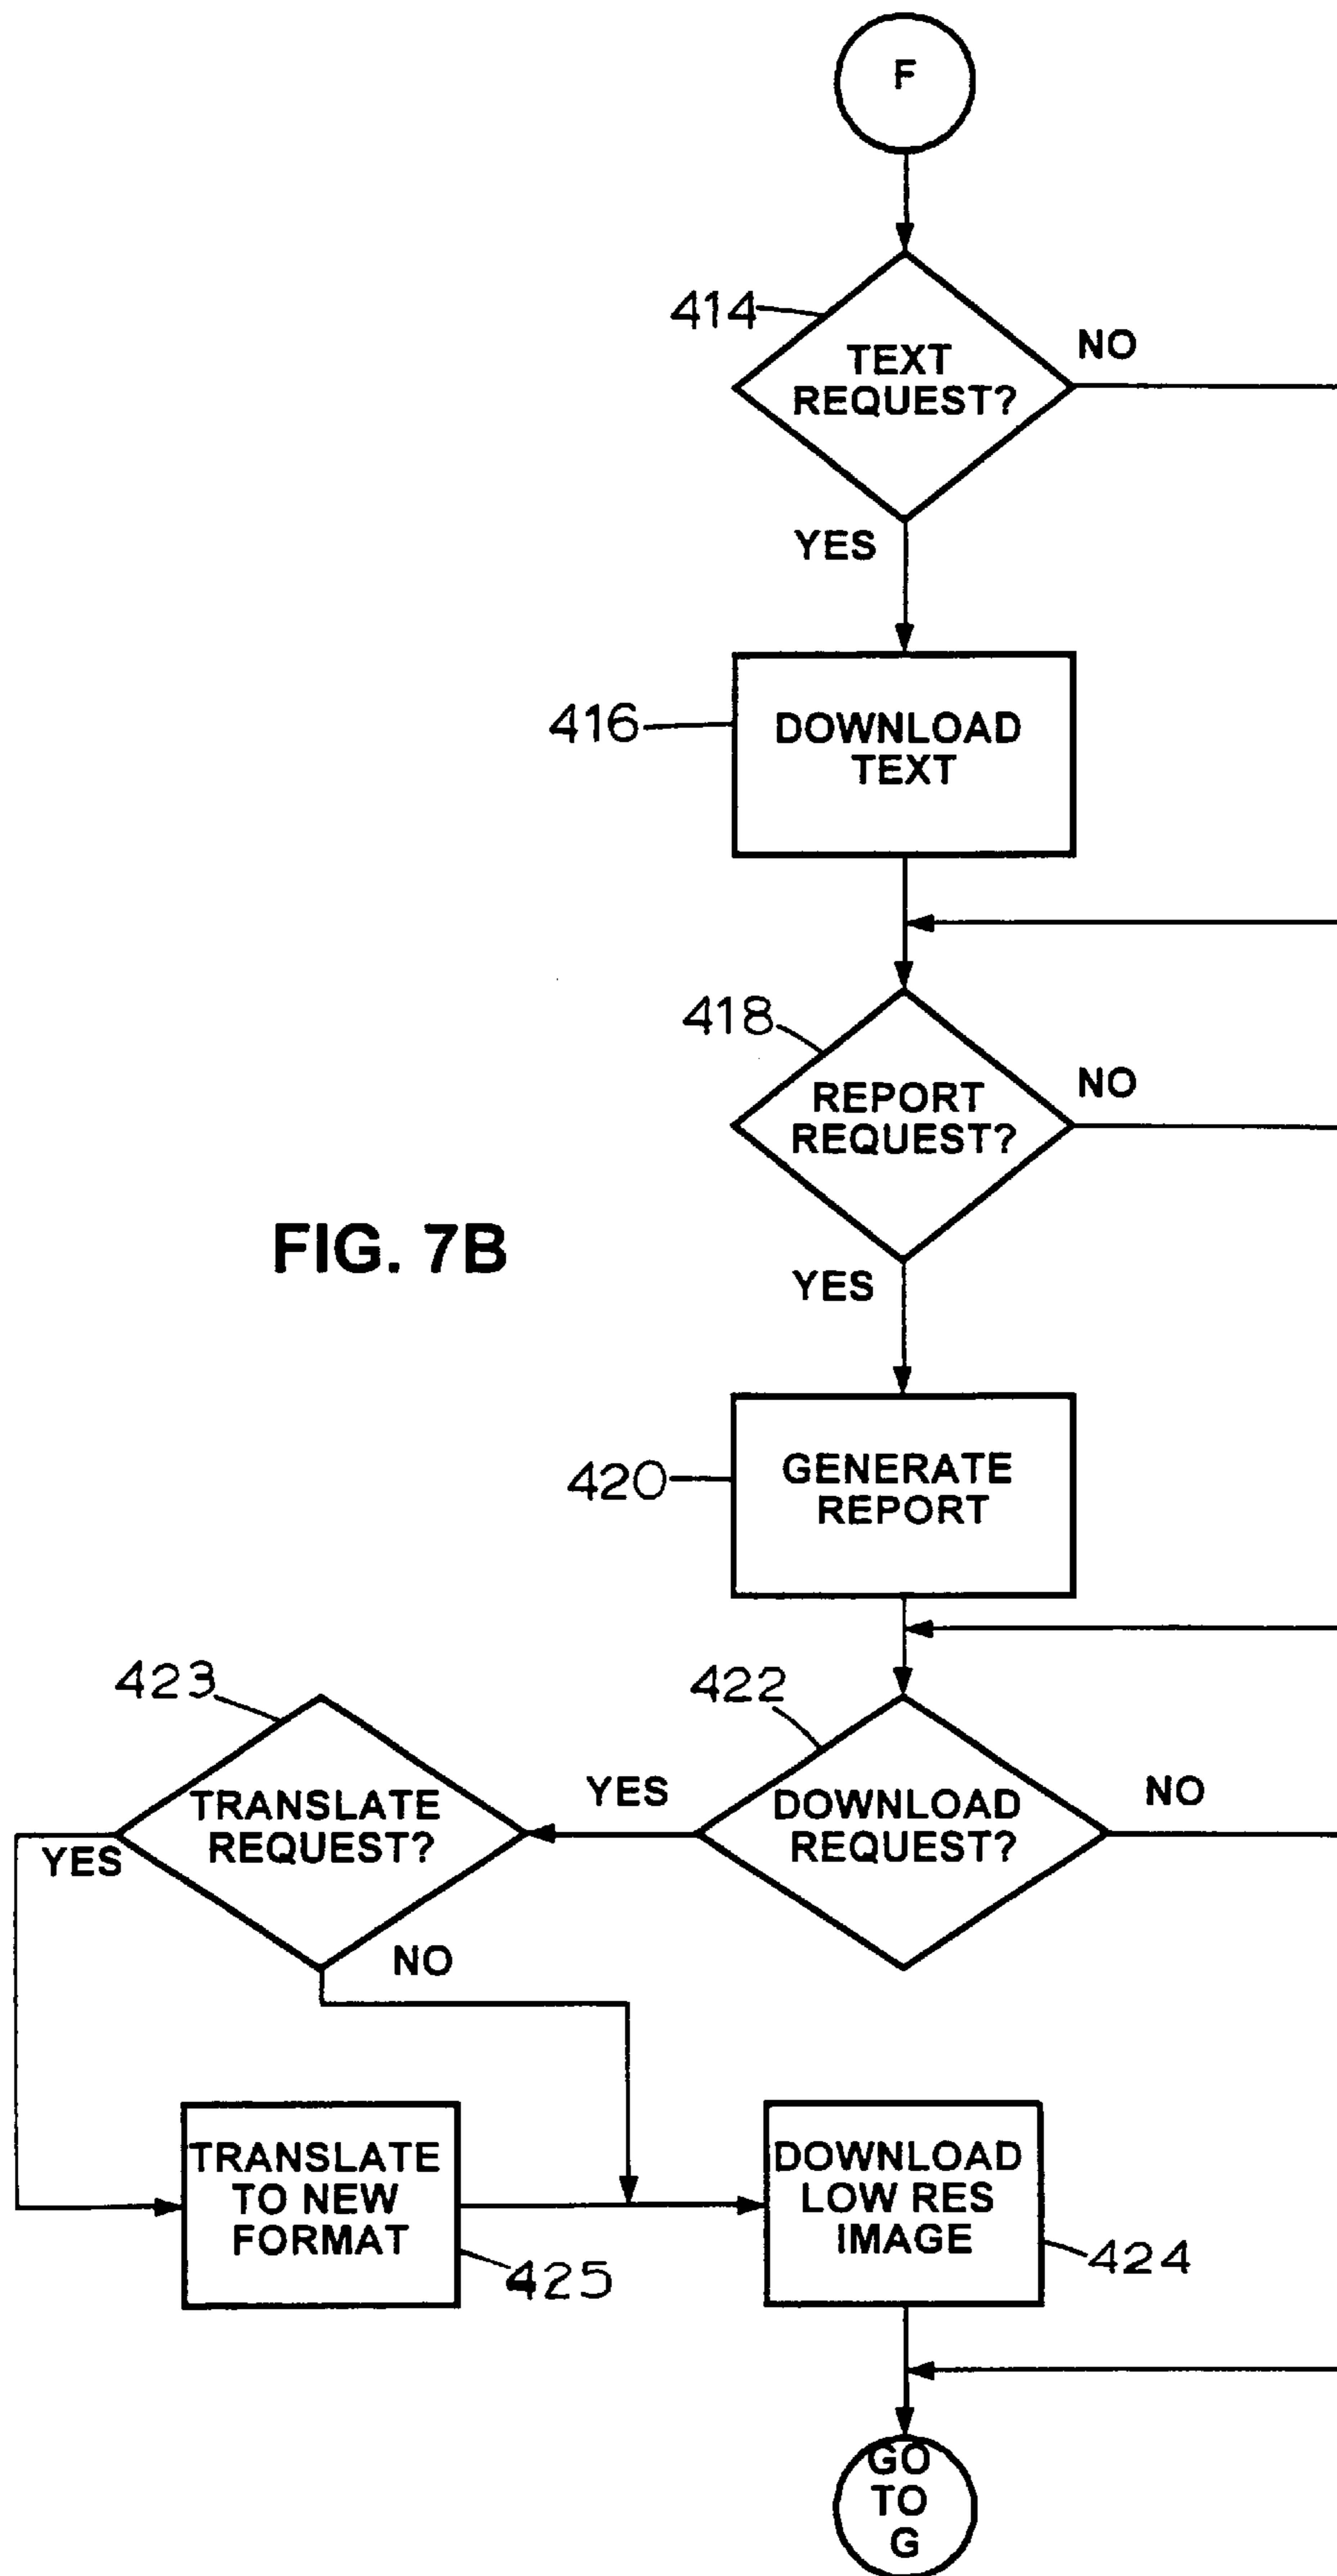 F
414
TEXT
REQUEST?
NO
YES
416
DOWNLOAD
TEXT
418
REPORT
REQUEST?
NO
FIG. 7B
YES
420
GENERATE
REPORT
423
422
TRANSLATE
REQUEST?
YES
DOWNLOAD
REQUEST?
NO
YES
NO
TRANSLATE
TO NEW
FORMAT
425
DOWNLOAD
LOW RES
IMAGE
424
GO
TO
G